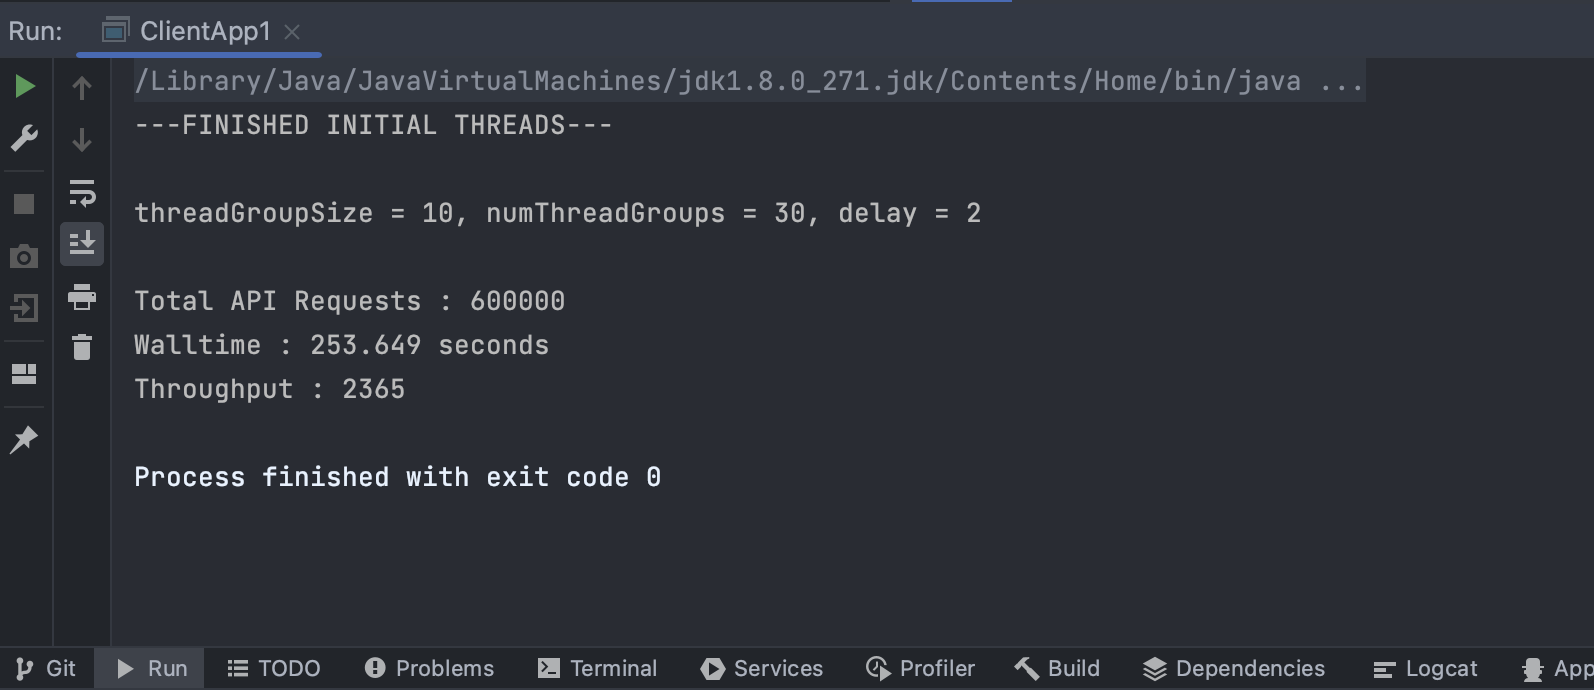 Run: ClientApp1
/Library/Java/JavaVirtualMachines/jdk1.8.0_271.jdk/Contents/Home/bin/java ...
---FINISHED INITIAL THREADS---
threadGroupSize = 10, numThreadGroups = 30, delay = 2
Total API Requests : 600000
Walltime : 253.649 seconds
Throughput : 2365
Process finished with exit code 0
Git Run TODO Problems Terminal Services Profiler Build Dependencies Logcat App